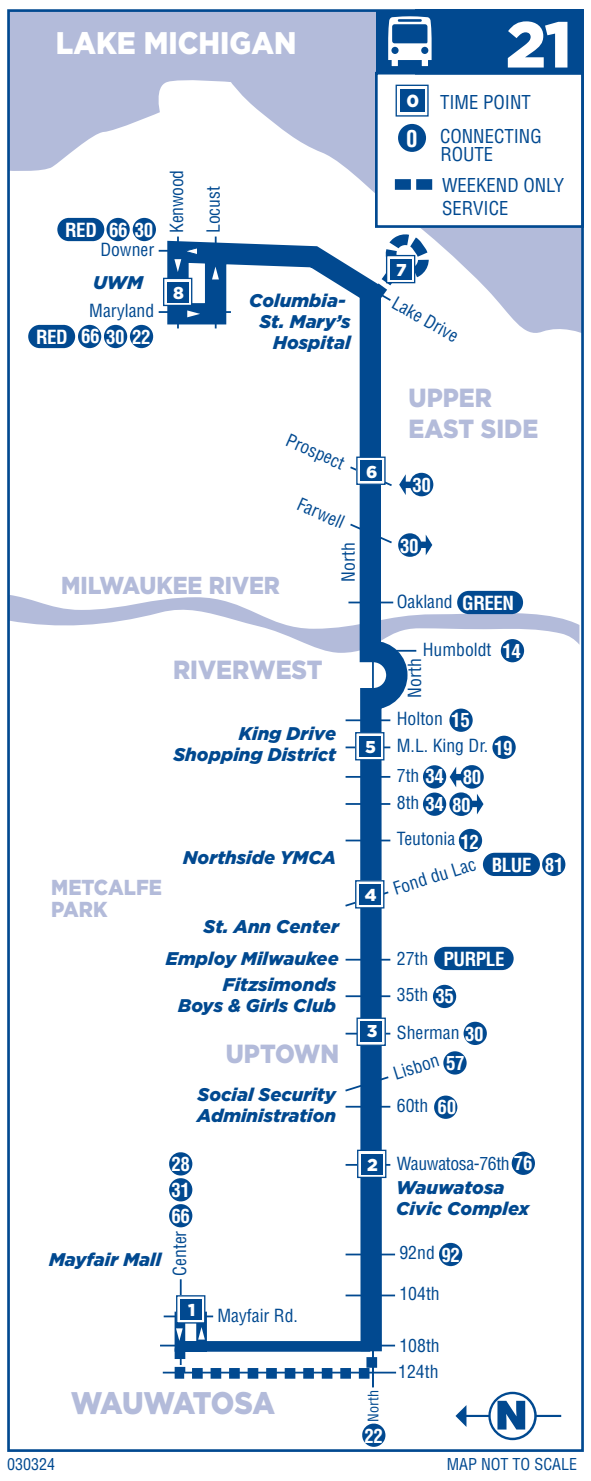 LAKE MICHIGAN
21
0 TIME POINT
0 CONNECTING
ROUTE
WEEKEND ONLY
SERVICE
Kenwood
Locust
RED 66 30
Downer
UWM
8
Maryland
RED 66 30 22
7
Columbia-
St. Mary's
Hospital
Lake Drive
UPPER
EAST SIDE
Prospect
6
30
Farwell
30
North
MILWAUKEE RIVER
Oakland GREEN
Humboldt 14
RIVERWEST
North
Holton 15
King Drive
Shopping District
5
M.L. King Dr. 19
7th 34 80
8th 34 80
Teutonia 12
Northside YMCA
Fond du Lac BLUE 81
METCALFE
PARK
4
St. Ann Center
Employ Milwaukee
27th PURPLE
Fitzsimonds
Boys & Girls Club
35th 35
3
Sherman 30
UPTOWN
Lisbon 57
Social Security
Administration
60th 60
28
31
66
2
Wauwatosa-76th 76
Wauwatosa
Civic Complex
Center
Mayfair Mall
92nd 92
104th
1
Mayfair Rd.
108th
124th
WAUWATOSA
North
22
N
030324
MAP NOT TO SCALE